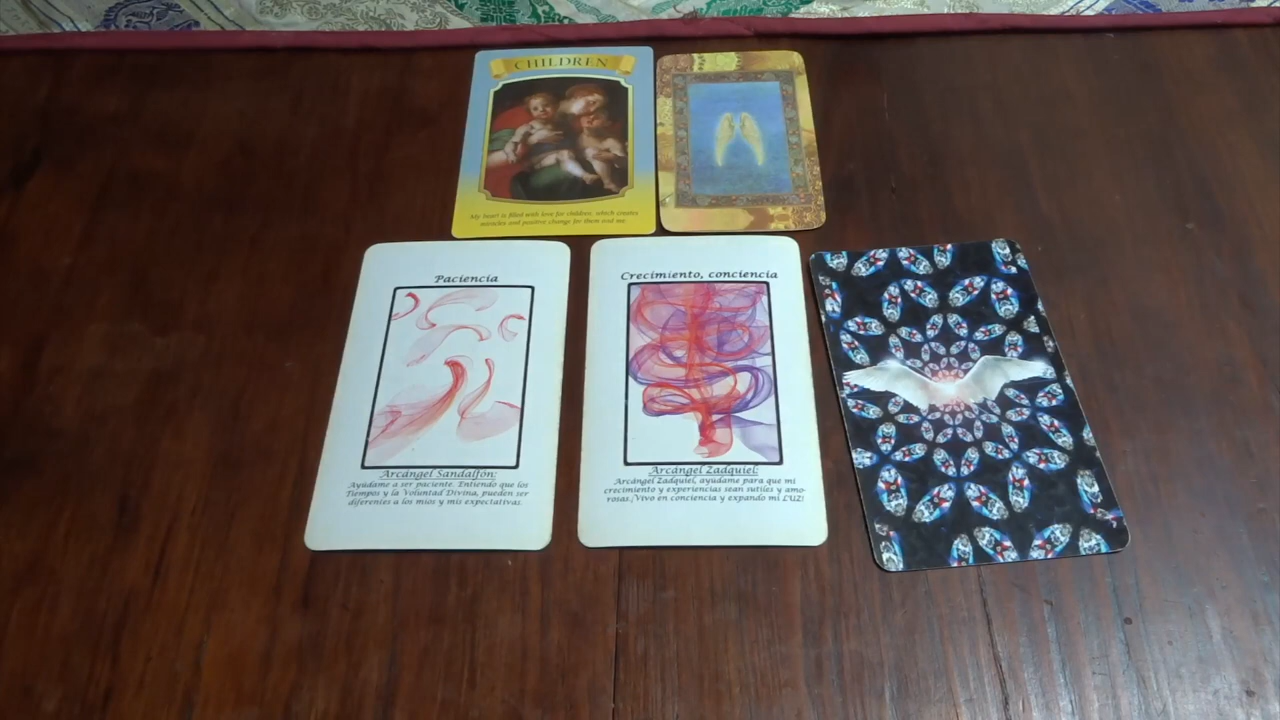 CHILDREN
My heart is filled with love for children, which creates
miracles and positive change for them and me.
Paciencia
Arcángel Sandalfón:
Ayúdame a ser paciente. Entiendo que los
Tiempos y la Voluntad Divina, pueden ser
diferentes a los míos y mis expectativas.
Crecimiento, conciencia
Arcángel Zadquiel:
Arcángel Zadquiel, ayúdame para que mi
crecimiento y experiencias sean sutiles y amo-
rosas. ¡Vivo en conciencia y expando mi LUZ!